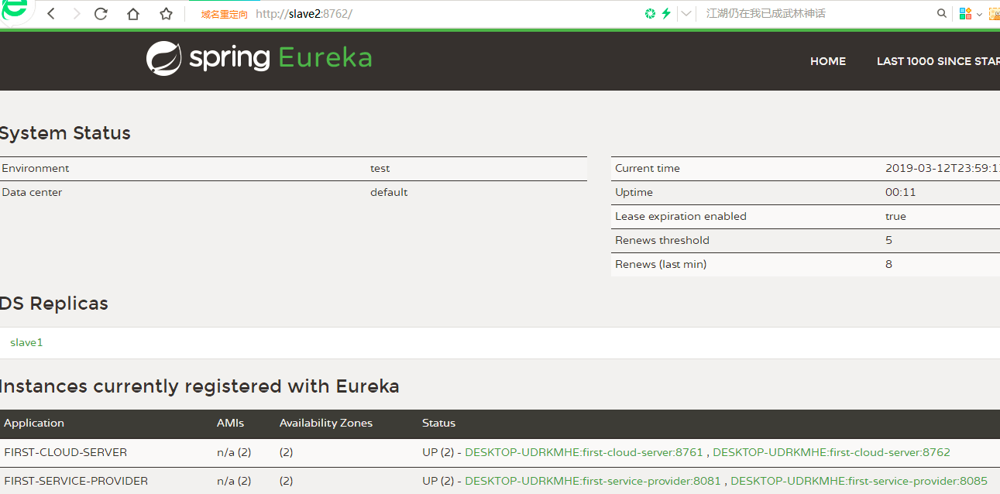 域名重定向 http://slave2:8762/ 江湖仍在我已成武林神话
spring Eureka
HOME LAST 1000 SINCE STAR
System Status
Environment test
Data center default
Current time 2019-03-12T23:59:1
Uptime 00:11
Lease expiration enabled true
Renews threshold 5
Renews (last min) 8
DS Replicas
slave1
Instances currently registered with Eureka
Application AMIs Availability Zones Status
FIRST-CLOUD-SERVER n/a (2) (2) UP (2) - DESKTOP-UDRKMHE:first-cloud-server:8761 , DESKTOP-UDRKMHE:first-cloud-server:8762
FIRST-SERVICE-PROVIDER n/a (2) (2) UP (2) - DESKTOP-UDRKMHE:first-service-provider:8081 , DESKTOP-UDRKMHE:first-service-provider:8085